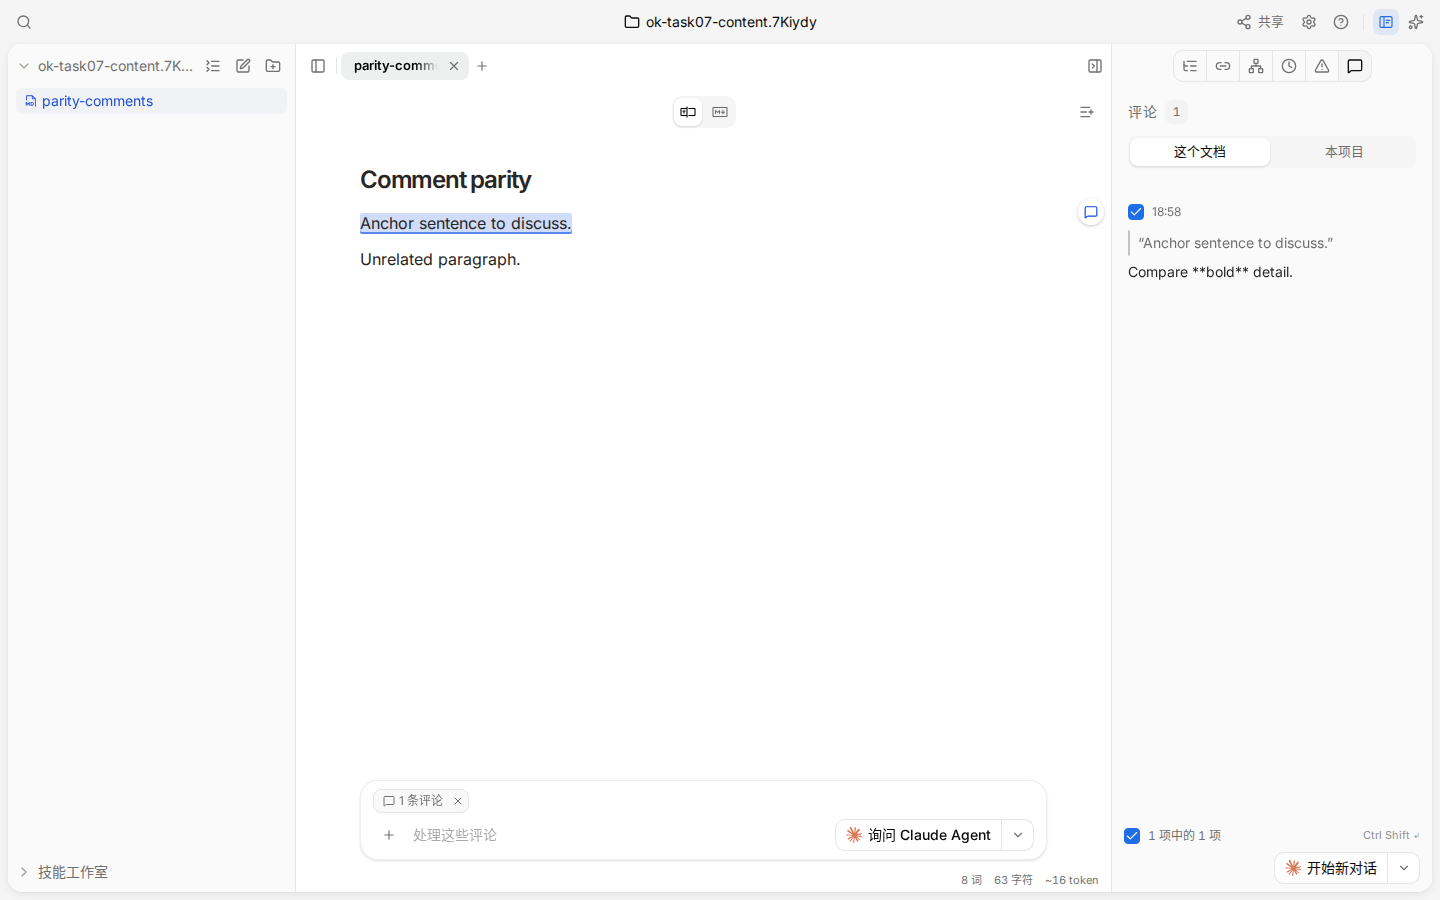 ok-task07-content.7Kiydy
共享
ok-task07-content.7K...
parity-comments
技能工作室
parity-comm
Comment parity
Anchor sentence to discuss.
Unrelated paragraph.
1 条评论
处理这些评论
询问 Claude Agent
8 词 63 字符 ~16 token
评论 1
这个文档 本项目
18:58
“Anchor sentence to discuss.”
Compare **bold** detail.
1 项中的 1 项 Ctrl Shift ↲
开始新对话